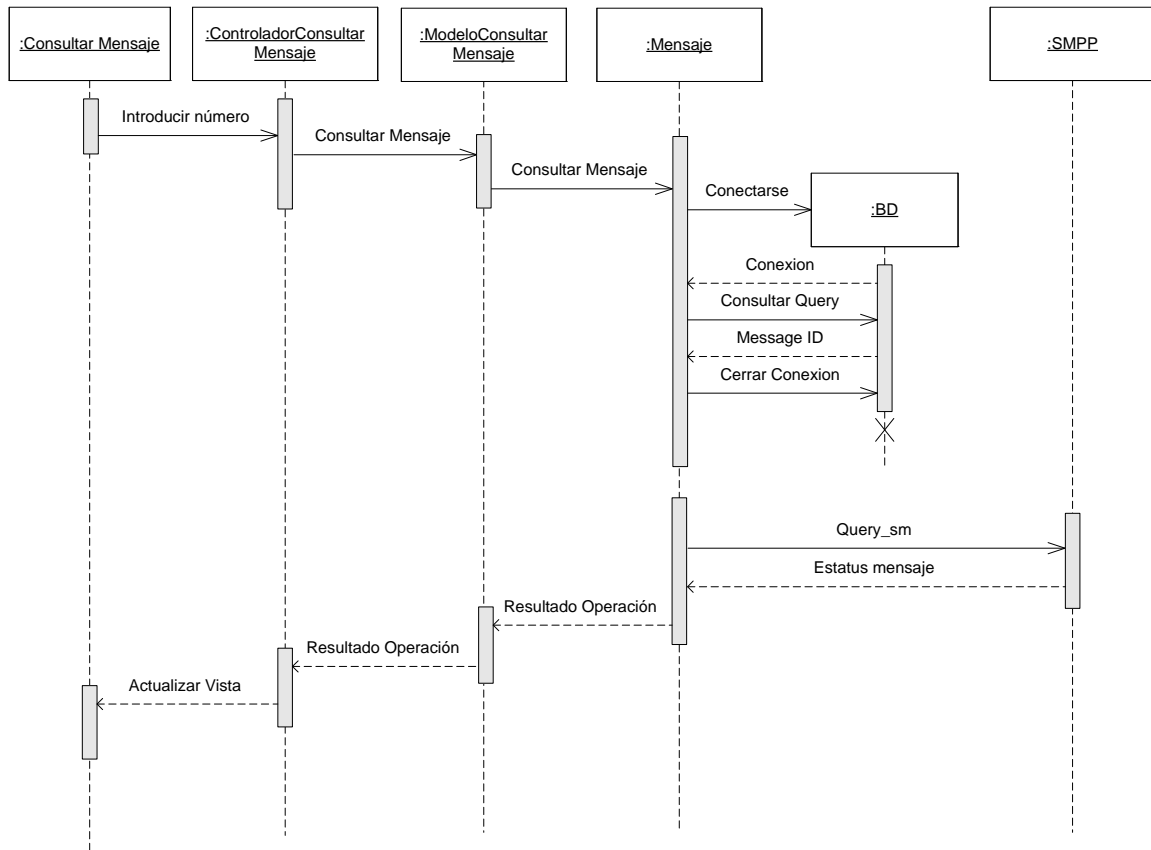 :Consultar Mensaje
:ControladorConsultar
Mensaje
:ModeloConsultar
Mensaje
:Mensaje
:SMPP
Introducir número
Consultar Mensaje
Consultar Mensaje
Conectarse
:BD
Conexion
Consultar Query
Message ID
Cerrar Conexion
Query_sm
Estatus mensaje
Resultado Operación
Resultado Operación
Actualizar Vista